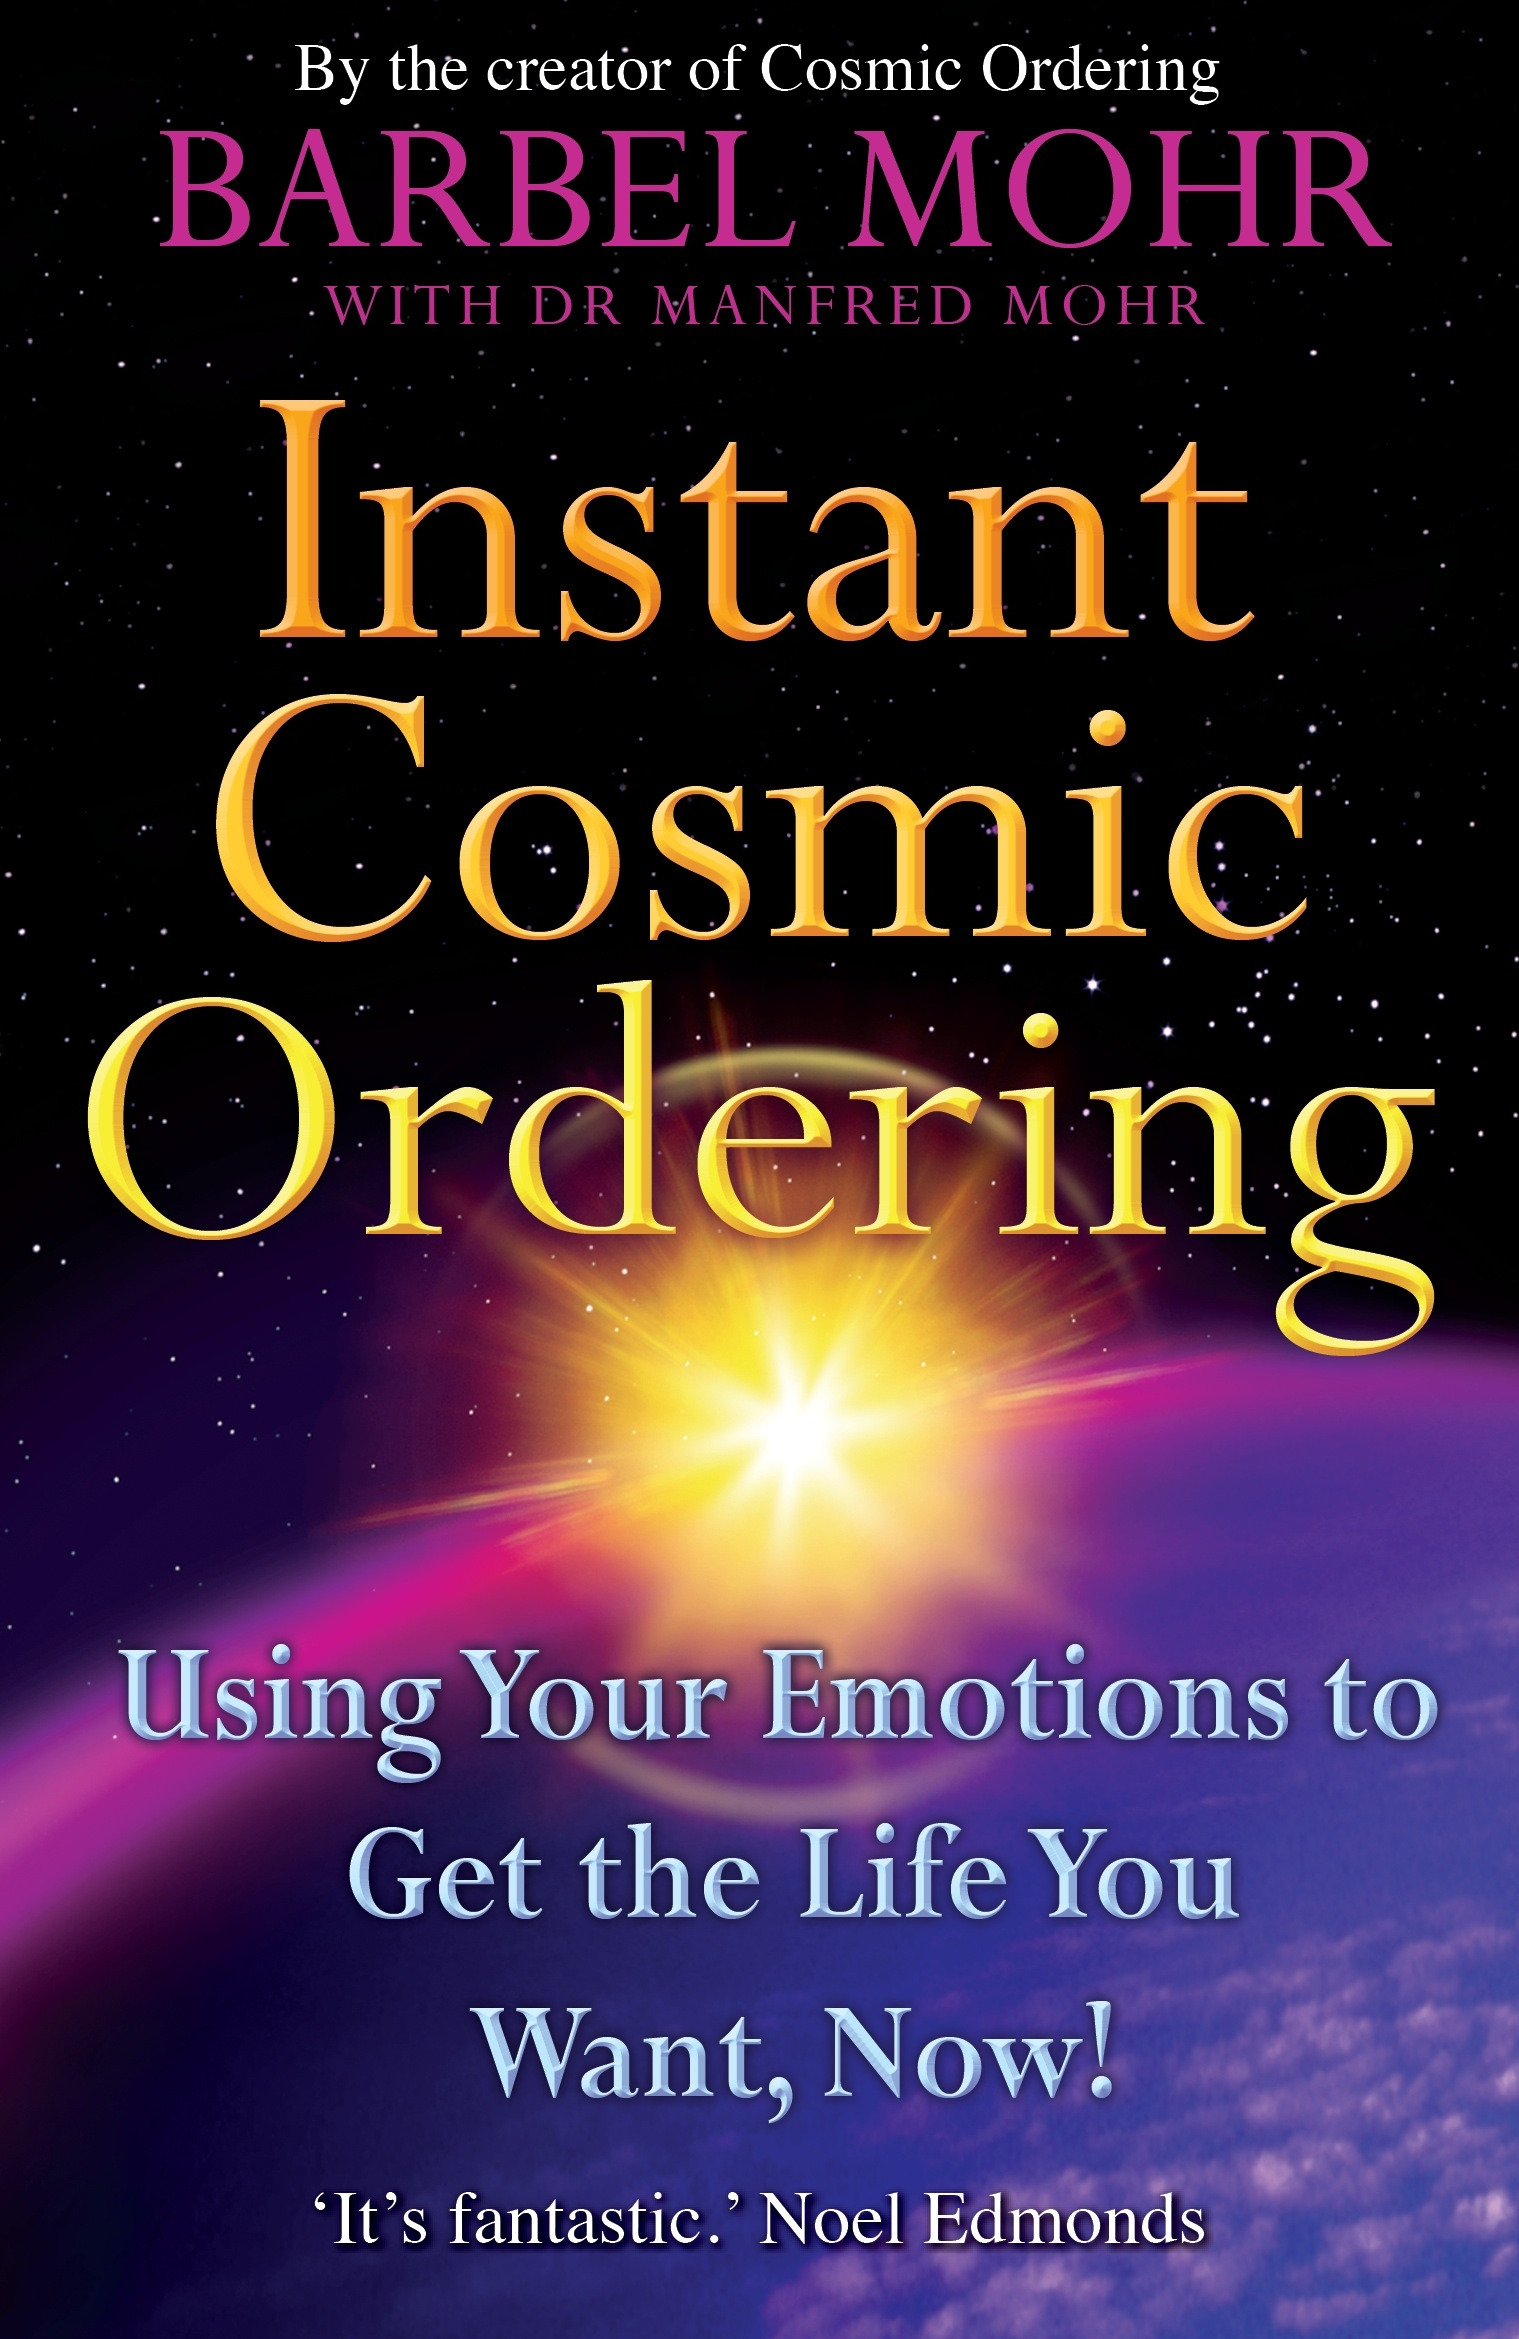 By the creator of Cosmic Ordering
BARBEL MOHR
WITH DR MANFRED MOHR
Instant
Cosmic
Ordering
Using Your Emotions to
Get the Life You
Want, Now!
‘It’s fantastic.’ Noel Edmonds